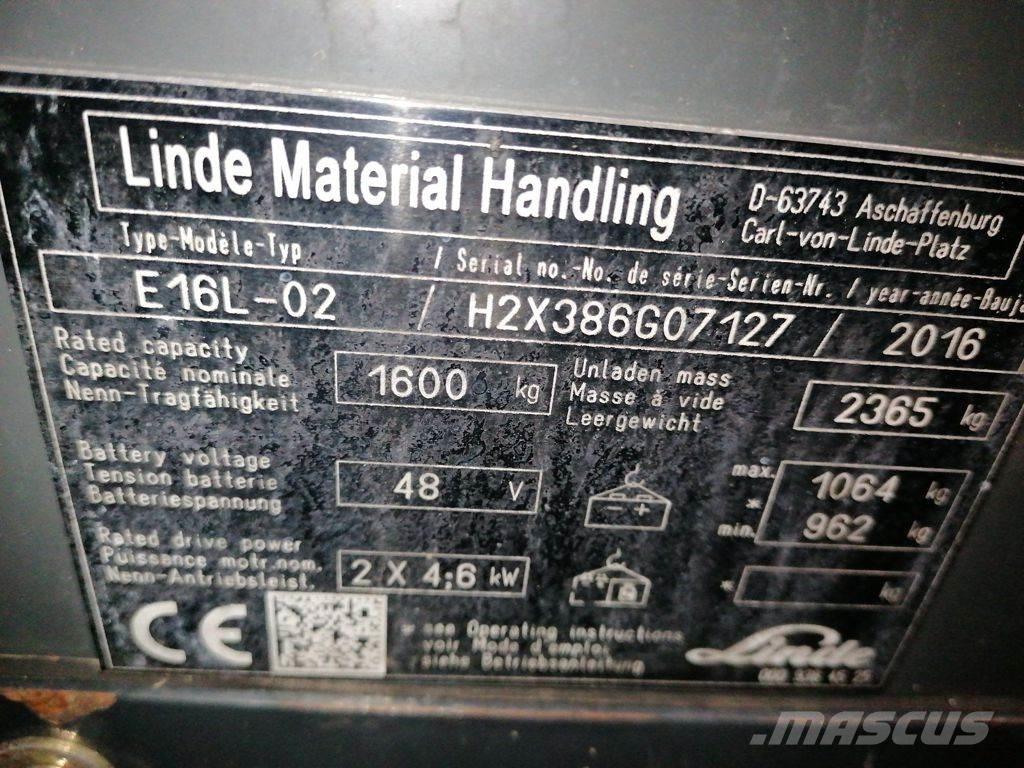 Linde Material Handling
D-63743 Aschaffenburg
Carl-von-Linde-Platz
Type-Modèle-Typ / Serial no.-No. de série-Serien-Nr. / year-année-Bauj
E16L-02 / H2X386G07127 / 2016
Rated capacity
Capacité nominale
Nenn-Tragfähigkeit
1600 kg
Unladen mass
Masse à vide
Leergewicht
2365 kg
Battery voltage
Tension batterie
Batteriespannung
48 V
- +
max. 1064 kg
*
min. 962 kg
Rated drive power
Puissance motr.nom.
Nenn-Antriebsleist.
2 X 4,6 kW
* kg
CE
* see Operating instructions
voir Mode d'emploi
siehe Betriebsanleitung
Linde
MASCUS